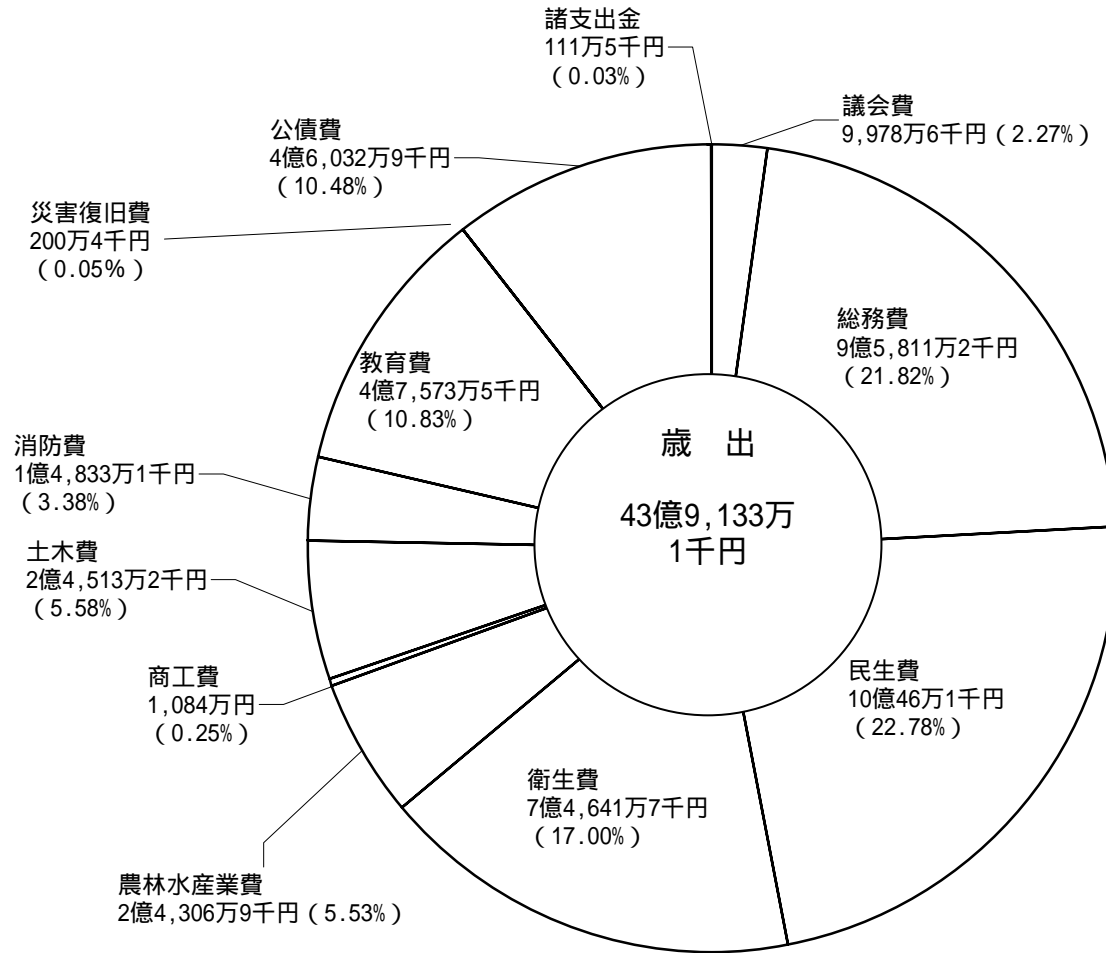 諸支出金
111万5千円
(0.03%)
議会費
9,978万6千円(2.27%)
公債費
4億6,032万9千円
(10.48%)
災害復旧費
200万4千円
(0.05%)
総務費
9億5,811万2千円
(21.82%)
教育費
4億7,573万5千円
(10.83%)
歳 出
43億9,133万
1千円
消防費
1億4,833万1千円
(3.38%)
土木費
2億4,513万2千円
(5.58%)
商工費
1,084万円
(0.25%)
民生費
10億46万1千円
(22.78%)
衛生費
7億4,641万7千円
(17.00%)
農林水産業費
2億4,306万9千円(5.53%)